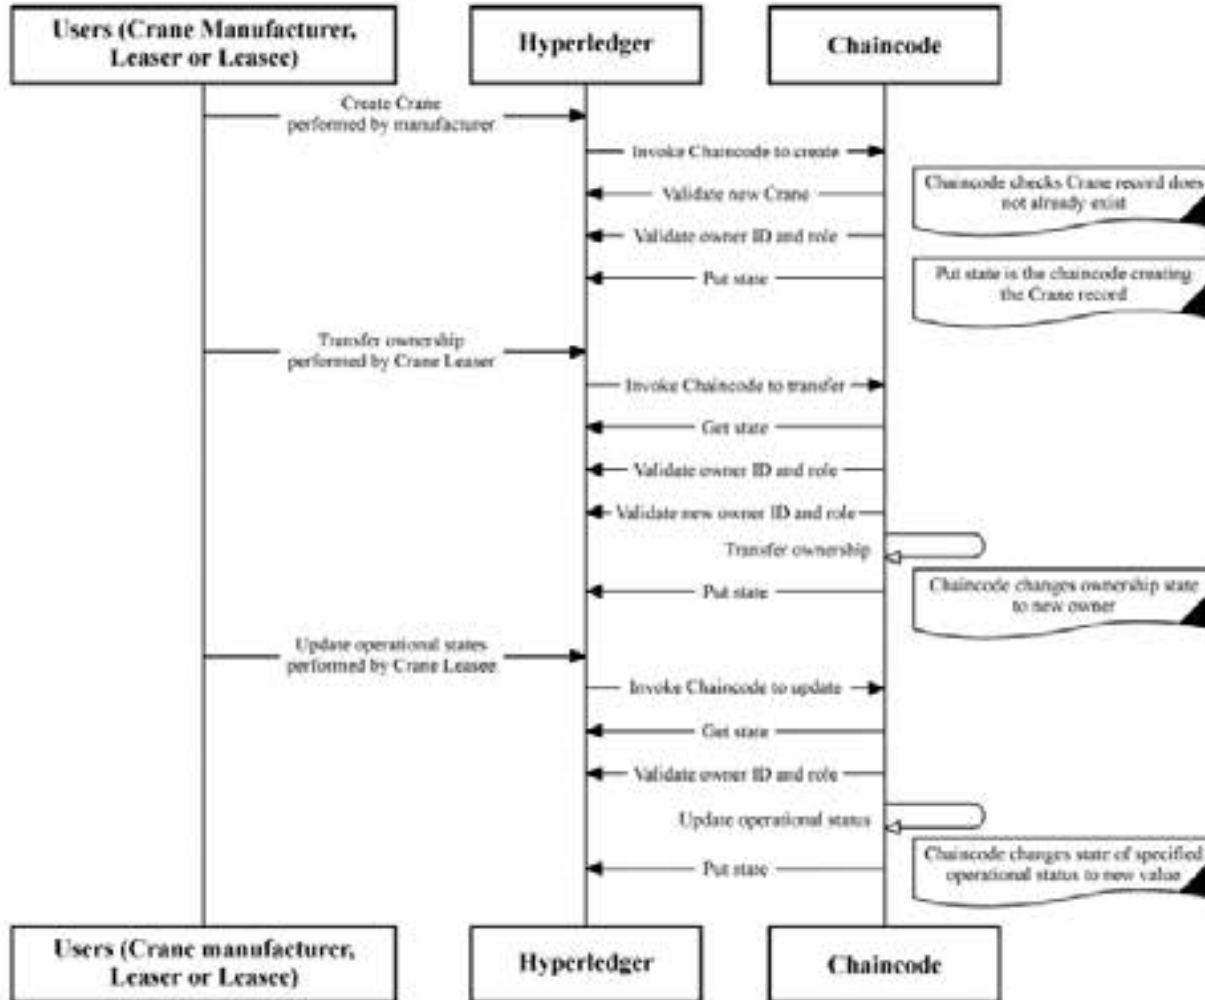 Users (Crane Manufacturer,
Leaser or Leasee)
Hyperledger
Chaincode
Create Crane
performed by manufacturer
Invoke Chaincode to create
Validate new Crane
Chaincode checks Crane record does
not already exist
Validate owner ID and role
Put state
Put state is the chaincode creating
the Crane record
Transfer ownership
performed by Crane Leaser
Invoke Chaincode to transfer
Get state
Validate owner ID and role
Validate new owner ID and role
Transfer ownership
Put state
Chaincode changes ownership state
to new owner
Update operational states
performed by Crane Leasee
Invoke Chaincode to update
Get state
Validate owner ID and role
Update operational status
Put state
Chaincode changes state of specified
operational status to new value
Users (Crane manufacturer,
Leaser or Leasee)
Hyperledger
Chaincode